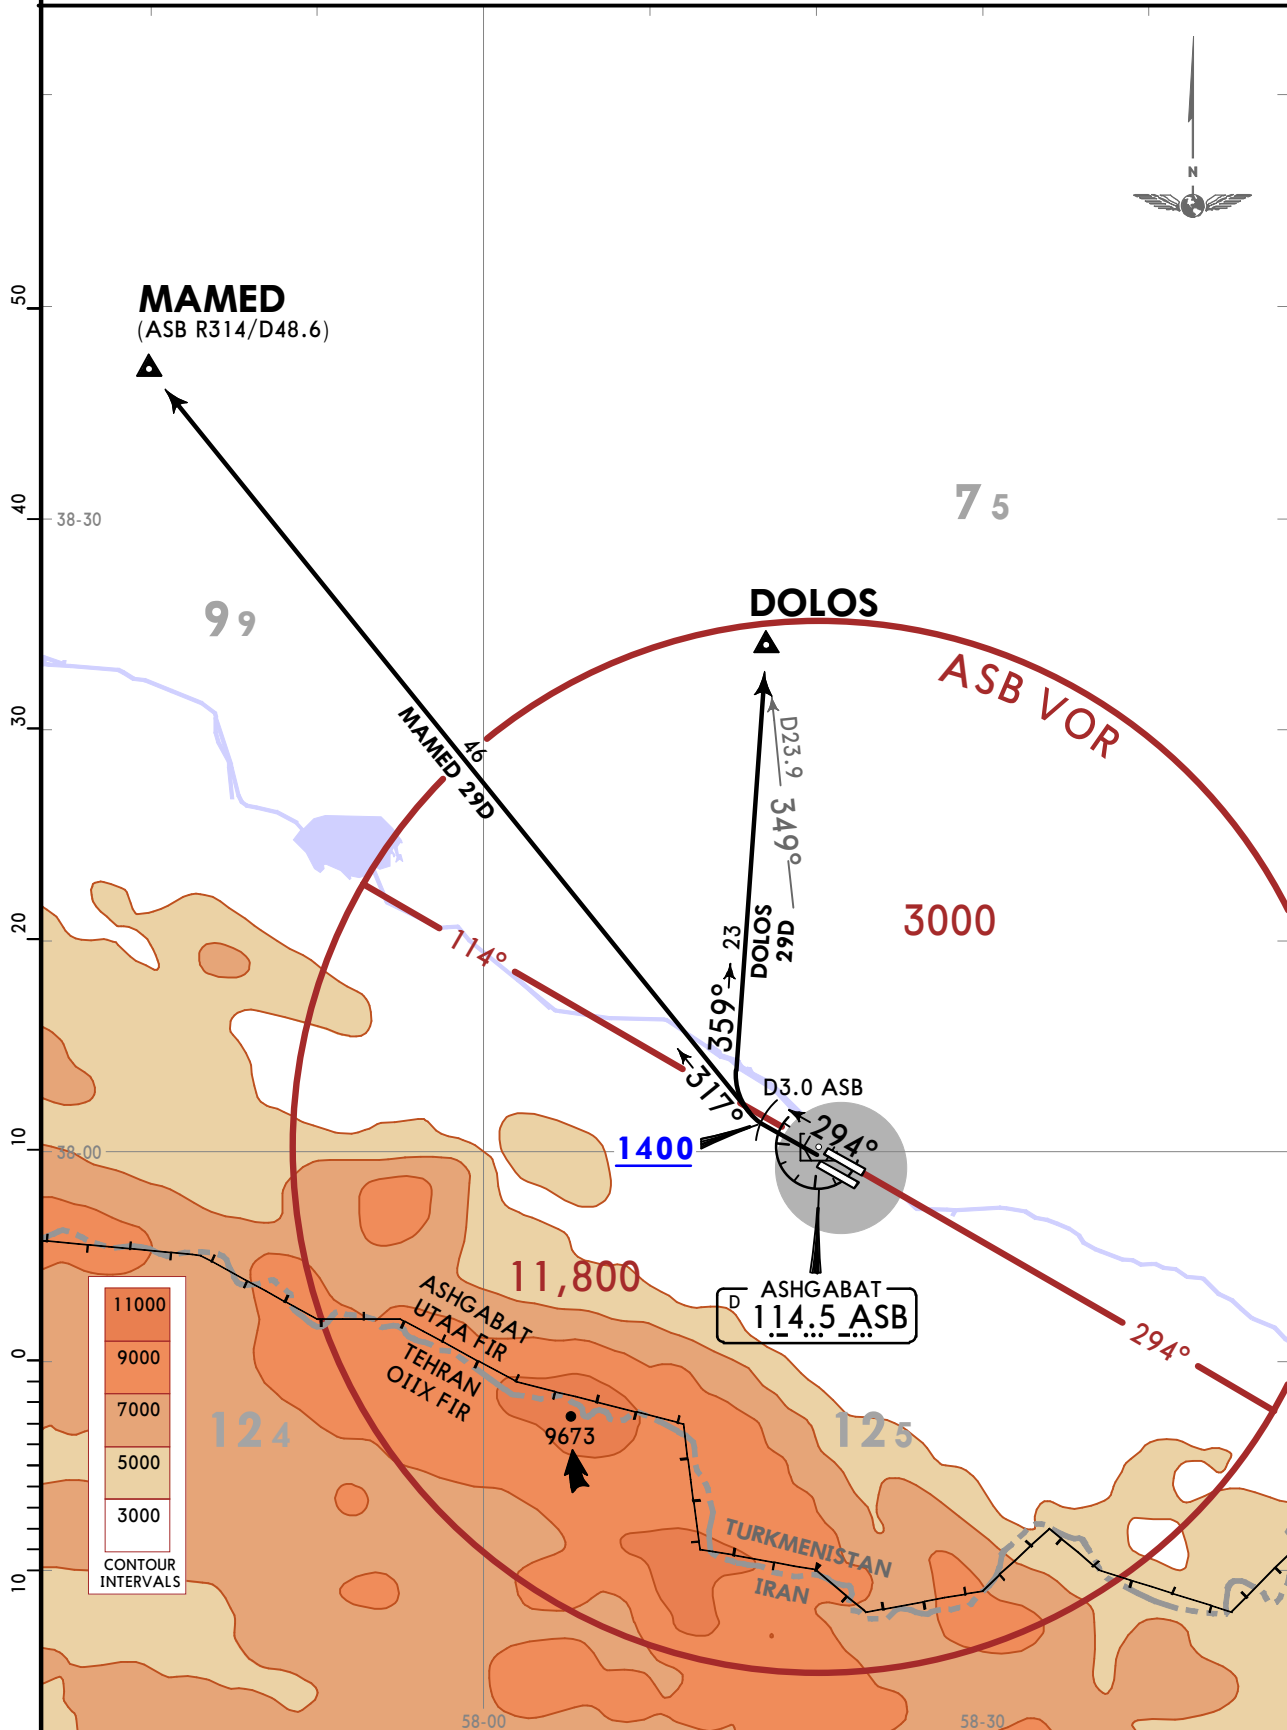 N
50
MAMED
(ASB R314/D48.6)
40
38-30
7 5
9 9
DOLOS
ASB VOR
30
46
MAMED 29D
D23.9
349°
3000
20
114°
23
DOLOS
29D
359°
317°
D3.0 ASB
294°
1400
10
38-00
11,800
ASHGABAT
D
114.5 ASB
ASHGABAT
UTAA FIR
TEHRAN
OIIX FIR
294°
0
11000
9000
7000
5000
3000
CONTOUR
INTERVALS
12 4
9673
12 5
TURKMENISTAN
IRAN
10
58-00
58-30